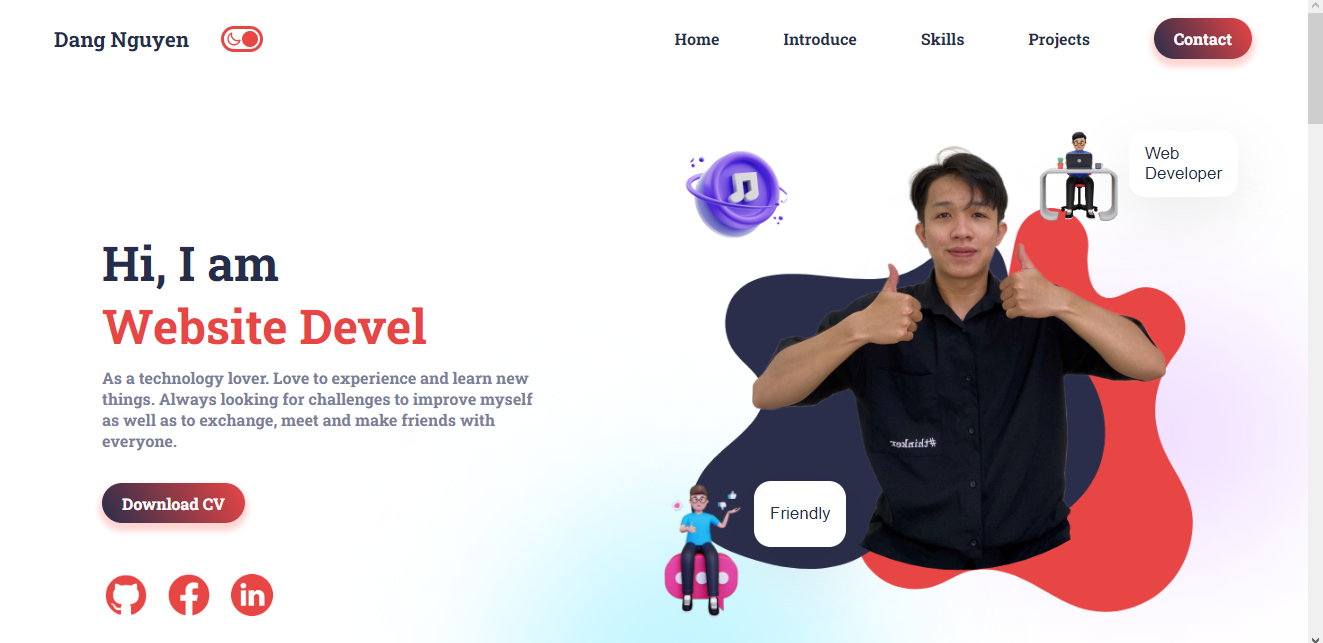 Dang Nguyen
Home Introduce Skills Projects Contact
Web
Developer
Hi, I am
Website Devel
As a technology lover. Love to experience and learn new
things. Always looking for challenges to improve myself
as well as to exchange, meet and make friends with
everyone.
#thinker
Friendly
Download CV
in